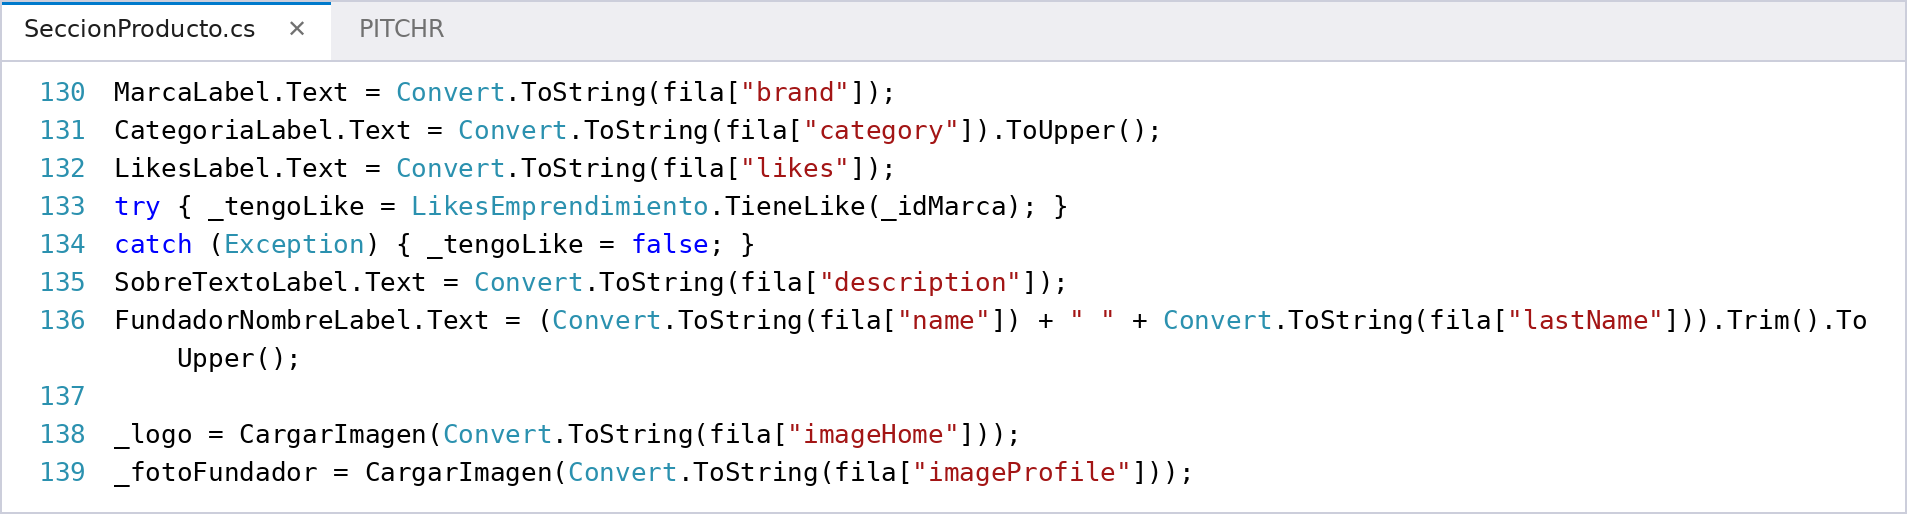 SeccionProducto.cs ✕ PITCHR
130 MarcaLabel.Text = Convert.ToString(fila["brand"]);
131 CategoriaLabel.Text = Convert.ToString(fila["category"]).ToUpper();
132 LikesLabel.Text = Convert.ToString(fila["likes"]);
133 try { _tengoLike = LikesEmprendimiento.TieneLike(_idMarca); }
134 catch (Exception) { _tengoLike = false; }
135 SobreTextoLabel.Text = Convert.ToString(fila["description"]);
136 FundadorNombreLabel.Text = (Convert.ToString(fila["name"]) + " " + Convert.ToString(fila["lastName"])).Trim().To
Upper();
137
138 _logo = CargarImagen(Convert.ToString(fila["imageHome"]));
139 _fotoFundador = CargarImagen(Convert.ToString(fila["imageProfile"]));